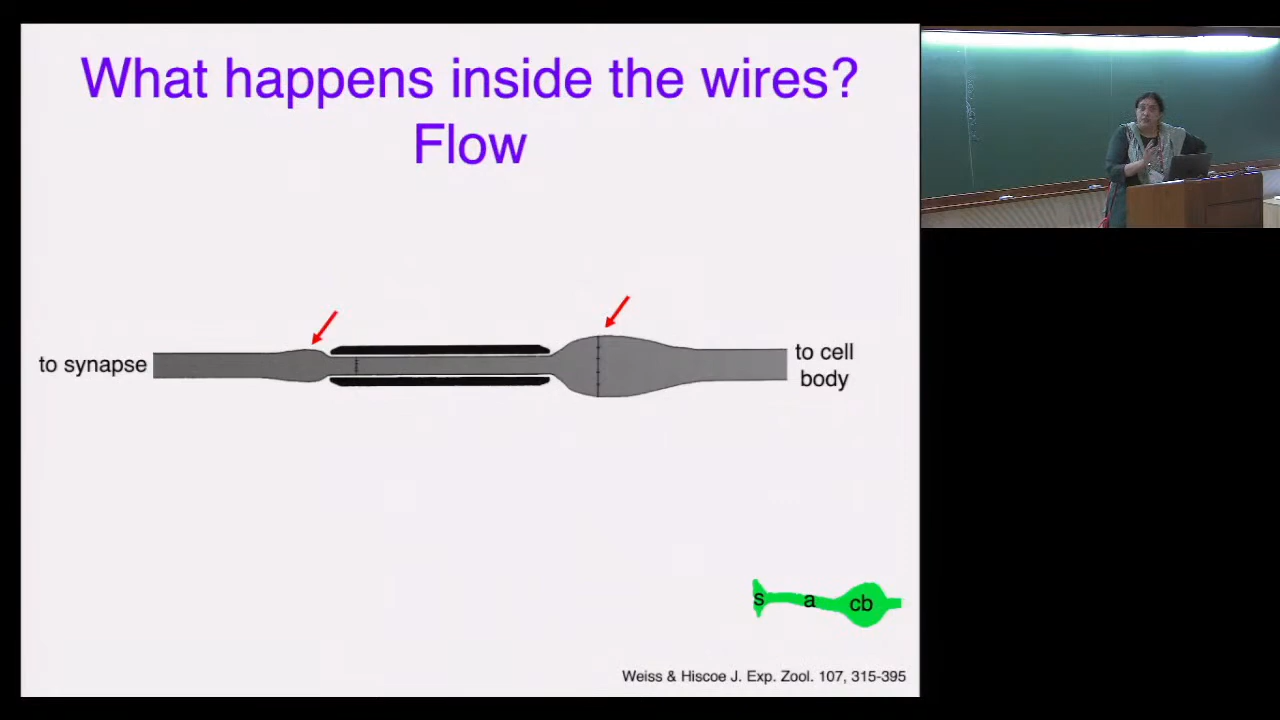 What happens inside the wires?
Flow
to synapse
to cell
body
s a cb
Weiss & Hiscoe J. Exp. Zool. 107, 315-395